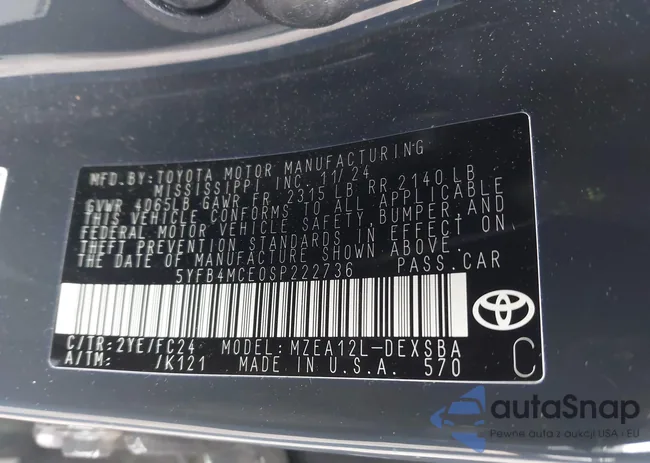 MFD.BY:TOYOTA MOTOR MANUFACTURING
MISSISSIPPI INC. 11/24
GVWR 4065LB GAWR FR 2315LB RR 2140LB
THIS VEHICLE CONFORMS TO ALL APPLICABLE
FEDERAL MOTOR VEHICLE SAFETY, BUMPER,AND
THEFT PREVENTION STANDARDS IN EFFECT ON
THE DATE OF MANUFACTURE SHOWN ABOVE.
5YFB4MCE0SP222736 PASS.CAR
C/TR:2YE/FC24 MODEL:MZEA12L-DEXSBA
A/TM: /K121 MADE IN U.S.A. 570
C
autoSnap
Pewne auta z aukcji USA - EU